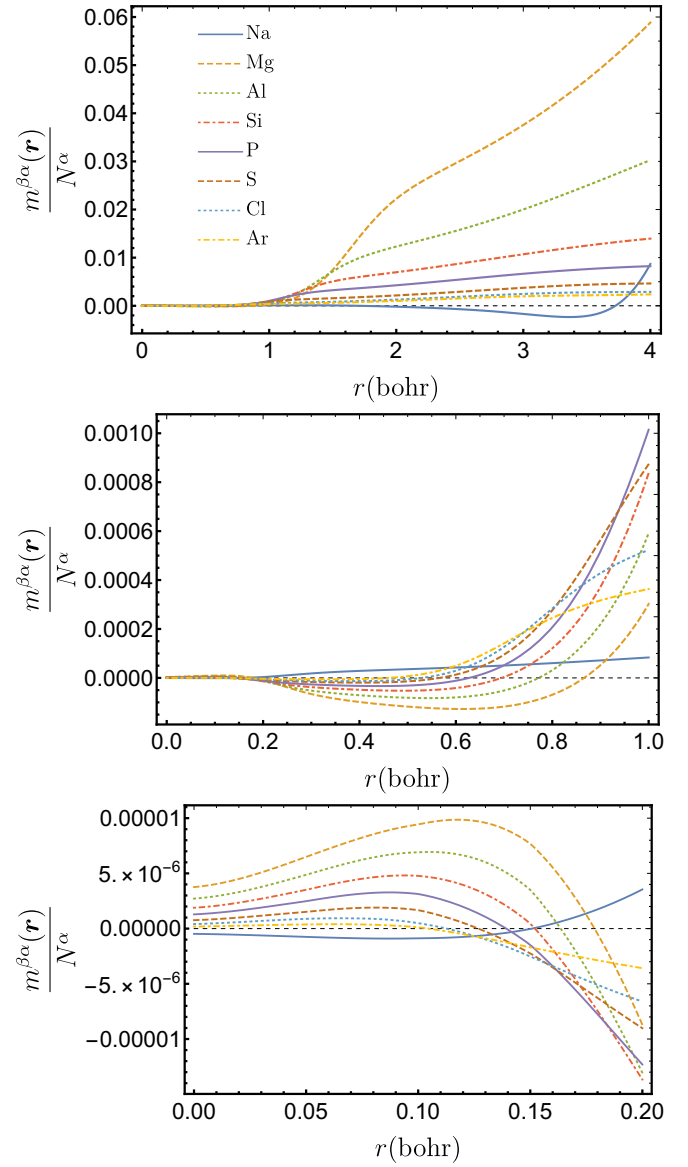 0.06
0.05
0.04
0.03
0.02
0.01
0.00
m^{βα}(r)
N^α
Na
Mg
Al
Si
P
S
Cl
Ar
0 1 2 3 4
r(bohr)
0.0010
0.0008
0.0006
0.0004
0.0002
0.0000
m^{βα}(r)
N^α
0.0 0.2 0.4 0.6 0.8 1.0
r(bohr)
0.00001
5.×10⁻⁶
0.00000
−5.×10⁻⁶
−0.00001
m^{βα}(r)
N^α
0.00 0.05 0.10 0.15 0.20
r(bohr)